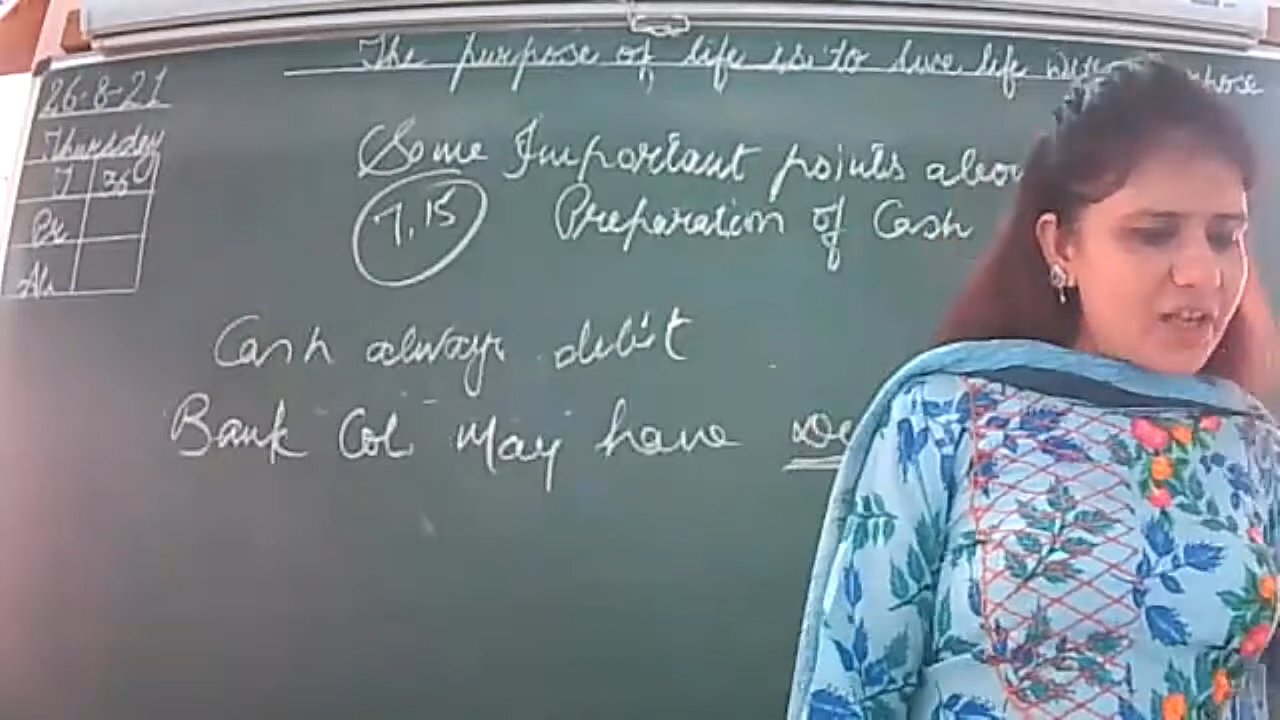 The purpose of life is to live life
26-8-21
Thursday
T 36
Pr
Ab
Some Important points abou
7,15 Preparation of Cash
Cash always debit
Bank Col May have